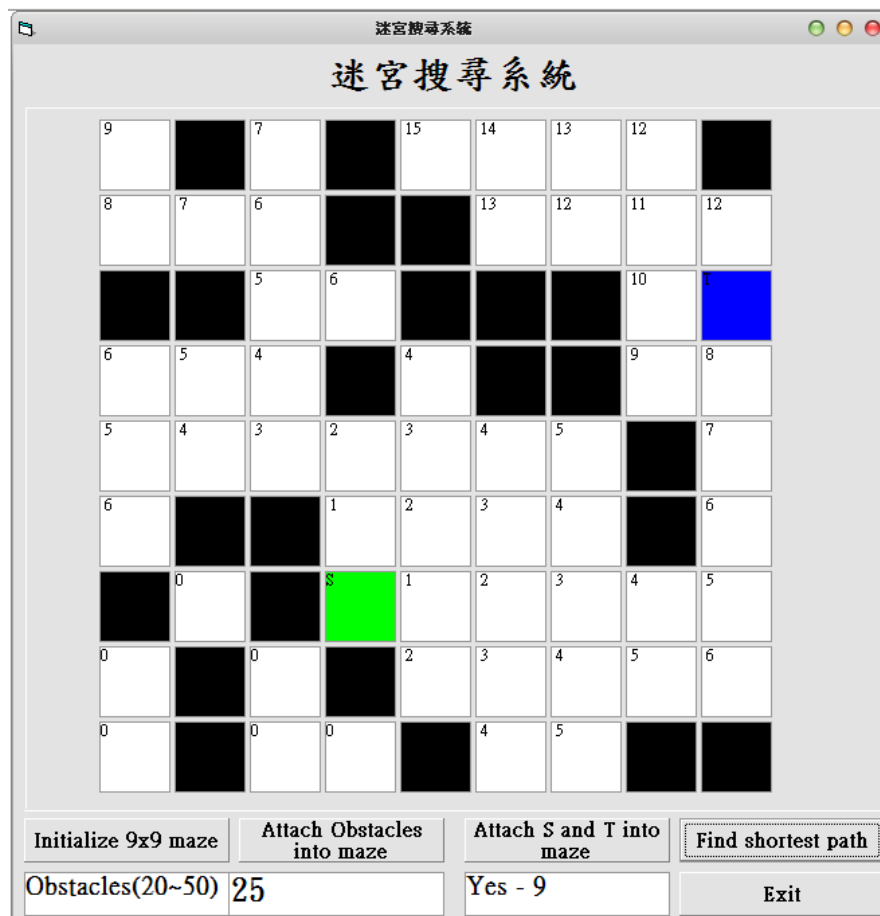 迷宮搜尋系統
迷宮搜尋系統
9 7 15 14 13 12
8 7 6 13 12 11 12
5 6 10 T
6 5 4 4 9 8
5 4 3 2 3 4 5 7
6 1 2 3 4 6
0 S 1 2 3 4 5
0 0 2 3 4 5 6
0 0 0 4 5
Initialize 9x9 maze
Attach Obstacles
into maze
Attach S and T into
maze
Find shortest path
Obstacles(20~50)
25
Yes - 9
Exit